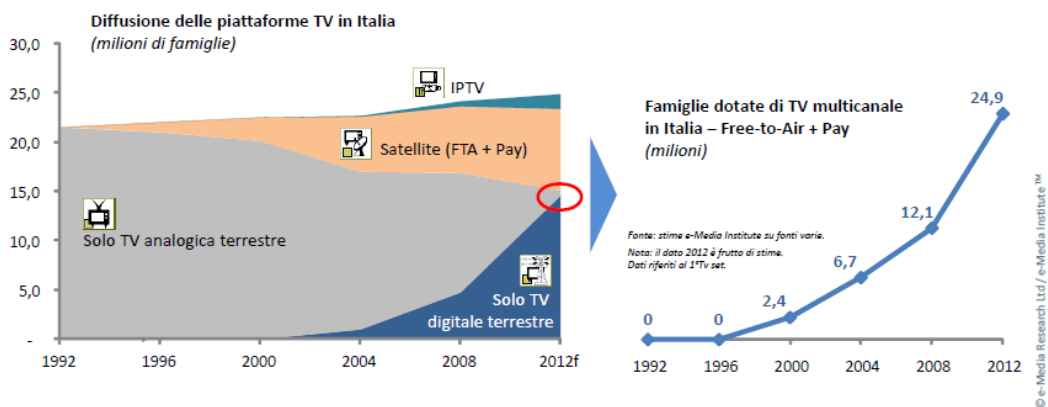 Diffusione delle piattaforme TV in Italia
(milioni di famiglie)
30,0
25,0
20,0
15,0
10,0
5,0
-
IPTV
Satellite (FTA + Pay)
Solo TV analogica terrestre
Solo TV
digitale terrestre
1992
1996
2000
2004
2008
2012f
Famiglie dotate di TV multicanale
in Italia – Free-to-Air + Pay
(milioni)
24,9
12,1
6,7
2,4
0
0
Fonte: stime e-Media Institute su fonti varie.
Nota: il dato 2012 è frutto di stime.
Dati riferiti al 1°Tv set.
1992
1996
2000
2004
2008
2012
© e-Media Research Ltd / e-Media Institute ™